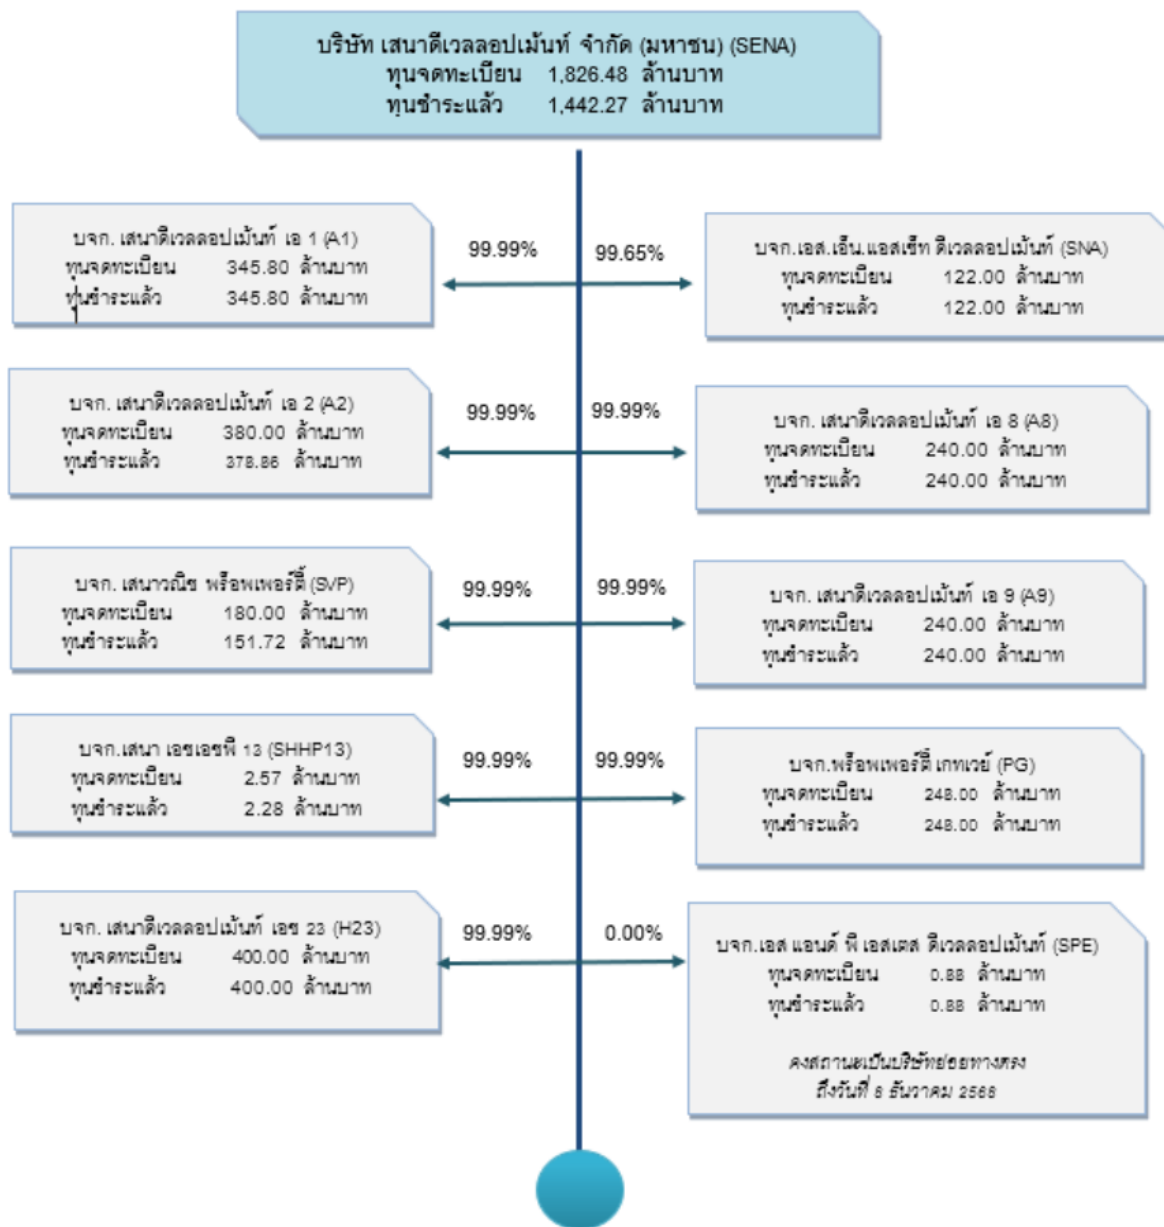 บริษัท เสนาดีเวลลอปเม้นท์ จำกัด (มหาชน) (SENA)
ทุนจดทะเบียน 1,826.48 ล้านบาท
ทุนชำระแล้ว 1,442.27 ล้านบาท
บจก. เสนาดีเวลลอปเม้นท์ เอ 1 (A1)
ทุนจดทะเบียน 345.80 ล้านบาท
ทุนชำระแล้ว 345.80 ล้านบาท
99.99%
99.65%
บจก.เอส.เอ็น.แอสเซ็ท ดีเวลลอปเม้นท์ (SNA)
ทุนจดทะเบียน 122.00 ล้านบาท
ทุนชำระแล้ว 122.00 ล้านบาท
บจก. เสนาดีเวลลอปเม้นท์ เอ 2 (A2)
ทุนจดทะเบียน 380.00 ล้านบาท
ทุนชำระแล้ว 378.86 ล้านบาท
99.99%
99.99%
บจก. เสนาดีเวลลอปเม้นท์ เอ 8 (A8)
ทุนจดทะเบียน 240.00 ล้านบาท
ทุนชำระแล้ว 240.00 ล้านบาท
บจก. เสนาวณิช พร็อพเพอร์ตี้ (SVP)
ทุนจดทะเบียน 180.00 ล้านบาท
ทุนชำระแล้ว 151.72 ล้านบาท
99.99%
99.99%
บจก. เสนาดีเวลลอปเม้นท์ เอ 9 (A9)
ทุนจดทะเบียน 240.00 ล้านบาท
ทุนชำระแล้ว 240.00 ล้านบาท
บจก.เสนา เอชเอชพี 13 (SHHP13)
ทุนจดทะเบียน 2.57 ล้านบาท
ทุนชำระแล้ว 2.28 ล้านบาท
99.99%
99.99%
บจก.พร็อพเพอร์ตี้ เกทเวย์ (PG)
ทุนจดทะเบียน 248.00 ล้านบาท
ทุนชำระแล้ว 248.00 ล้านบาท
บจก. เสนาดีเวลลอปเม้นท์ เอช 23 (H23)
ทุนจดทะเบียน 400.00 ล้านบาท
ทุนชำระแล้ว 400.00 ล้านบาท
99.99%
0.00%
บจก.เอส แอนด์ พี เอสเตส ดีเวลลอปเม้นท์ (SPE)
ทุนจดทะเบียน 0.88 ล้านบาท
ทุนชำระแล้ว 0.88 ล้านบาท
คงสถานะเป็นบริษัทย่อยทางตรง
ถึงวันที่ 6 ธันวาคม 2566